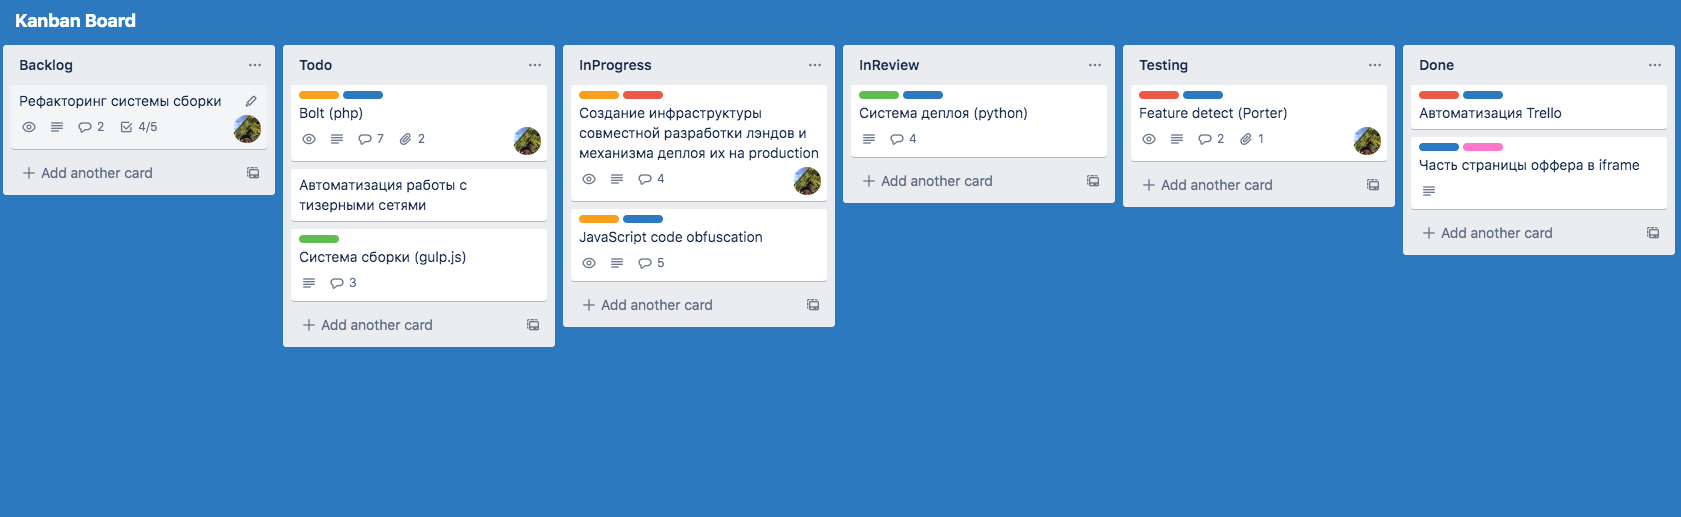 Kanban Board
Backlog
Рефакторинг системы сборки
2
4/5
Add another card
Todo
Bolt (php)
7
2
Автоматизация работы с
тизерными сетями
Система сборки (gulp.js)
3
Add another card
InProgress
Создание инфраструктуры
совместной разработки лэндов и
механизма деплоя их на production
4
JavaScript code obfuscation
5
Add another card
InReview
Система деплоя (python)
4
Add another card
Testing
Feature detect (Porter)
2
1
Add another card
Done
Автоматизация Trello
Часть страницы оффера в iframe
Add another card